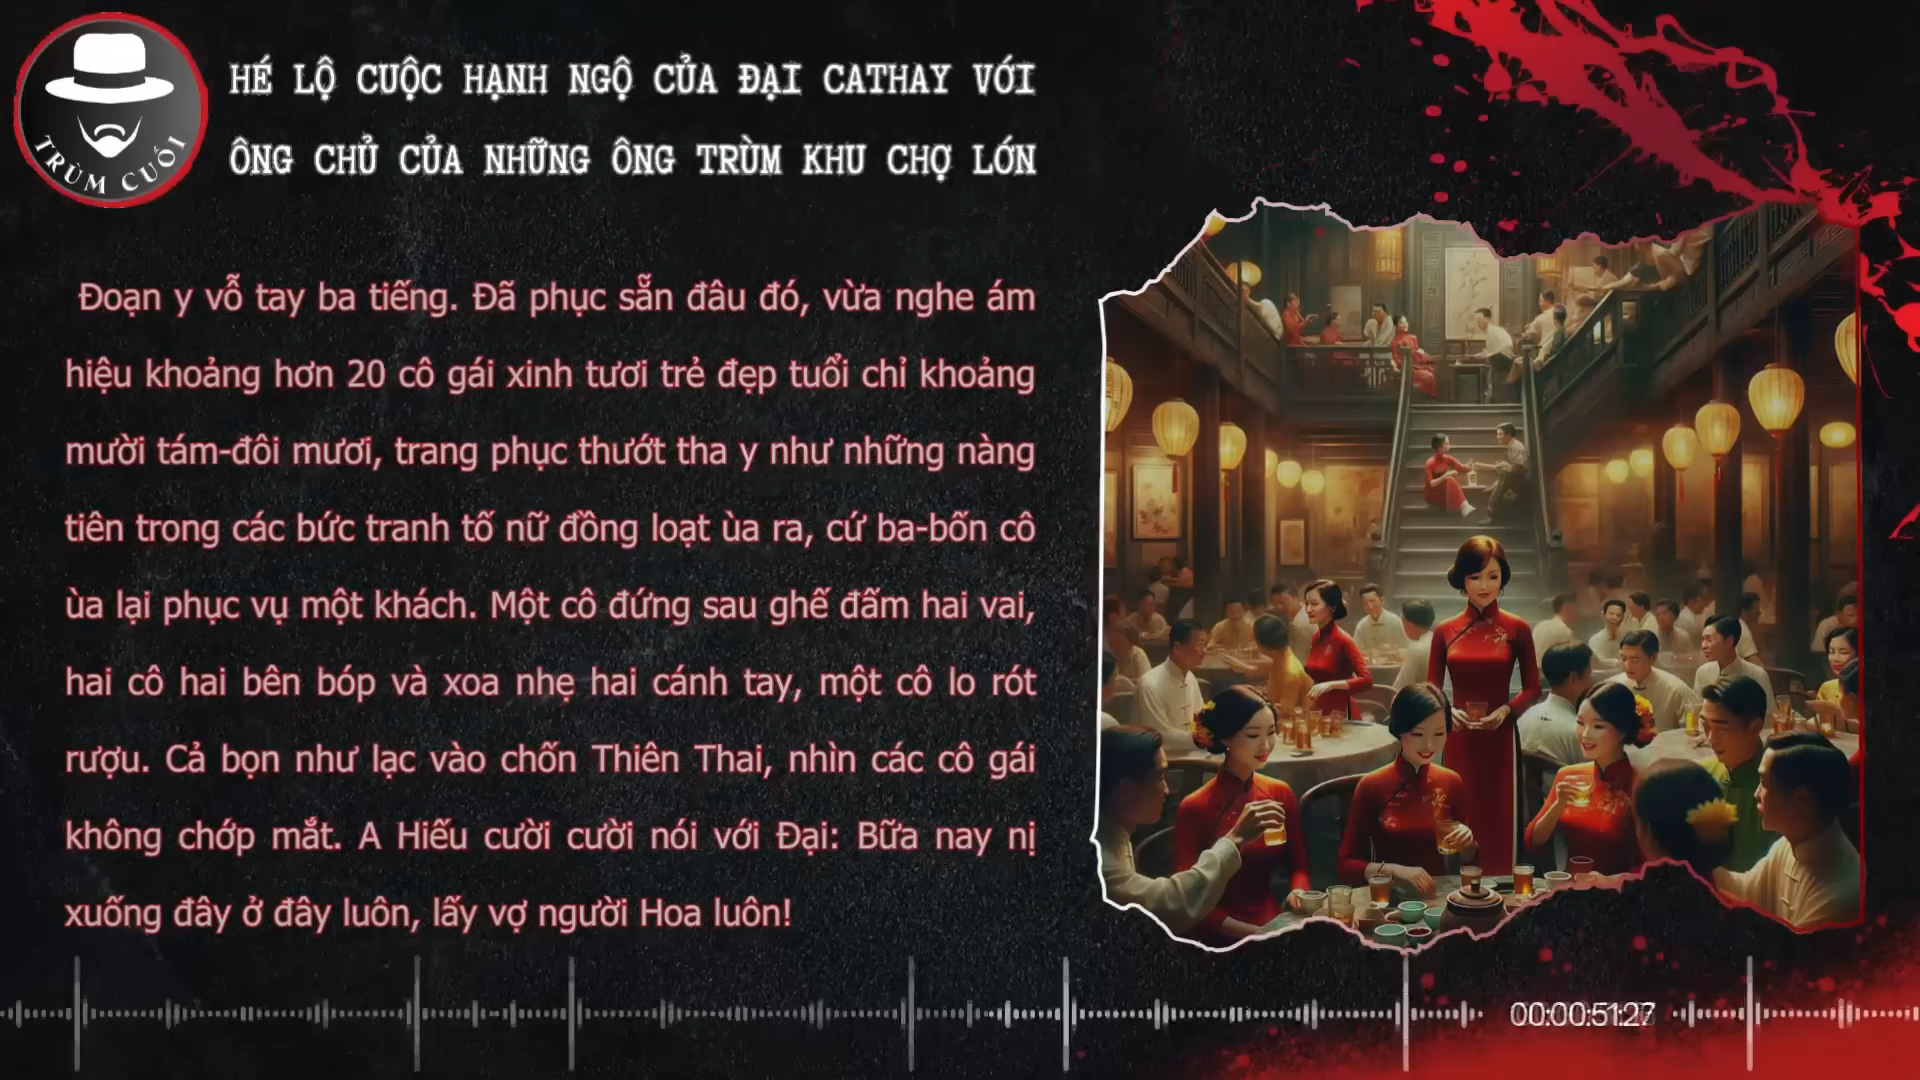 TRÙM CUỐI
HÉ LỘ CUỘC HẠNH NGỘ CỦA ĐẠI CATHAY VỚI
ÔNG CHỦ CỦA NHỮNG ÔNG TRÙM KHU CHỢ LỚN
Đoạn y vỗ tay ba tiếng. Đã phục sẵn đâu đó, vừa nghe ám
hiệu khoảng hơn 20 cô gái xinh tươi trẻ đẹp tuổi chỉ khoảng
mười tám-đôi mươi, trang phục thướt tha y như những nàng
tiên trong các bức tranh tố nữ đồng loạt ùa ra, cứ ba-bốn cô
ùa lại phục vụ một khách. Một cô đứng sau ghế đấm hai vai,
hai cô hai bên bóp và xoa nhẹ hai cánh tay, một cô lo rót
rượu. Cả bọn như lạc vào chốn Thiên Thai, nhìn các cô gái
không chớp mắt. A Hiếu cười cười nói với Đại: Bữa nay nị
xuống đây ở đây luôn, lấy vợ người Hoa luôn!
00:00:51:27